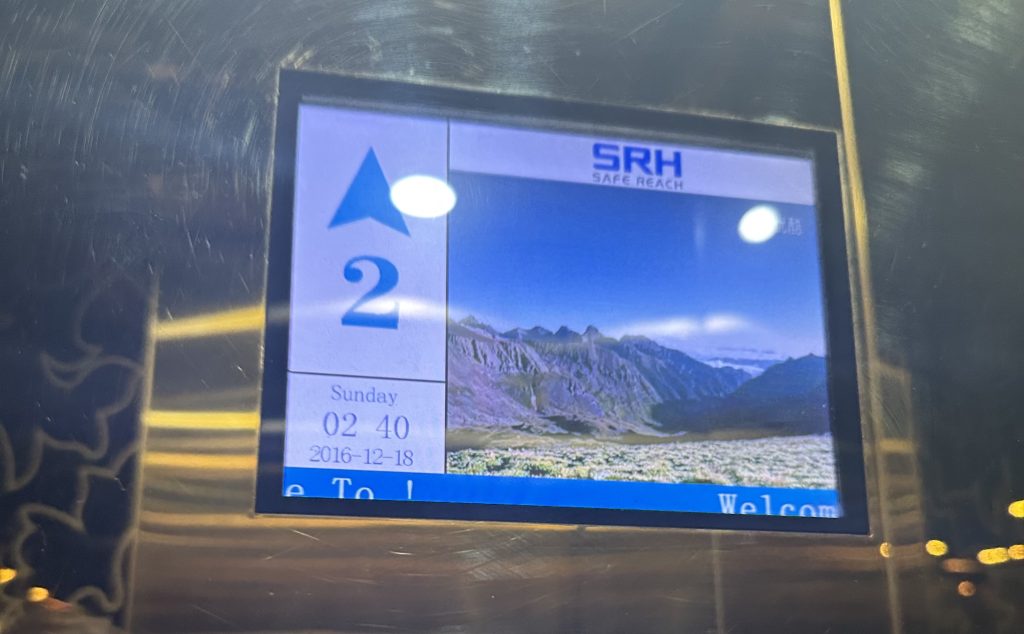 SRH
SAFE REACH
2
Sunday
02 40
2016-12-18
e To ! Welcom